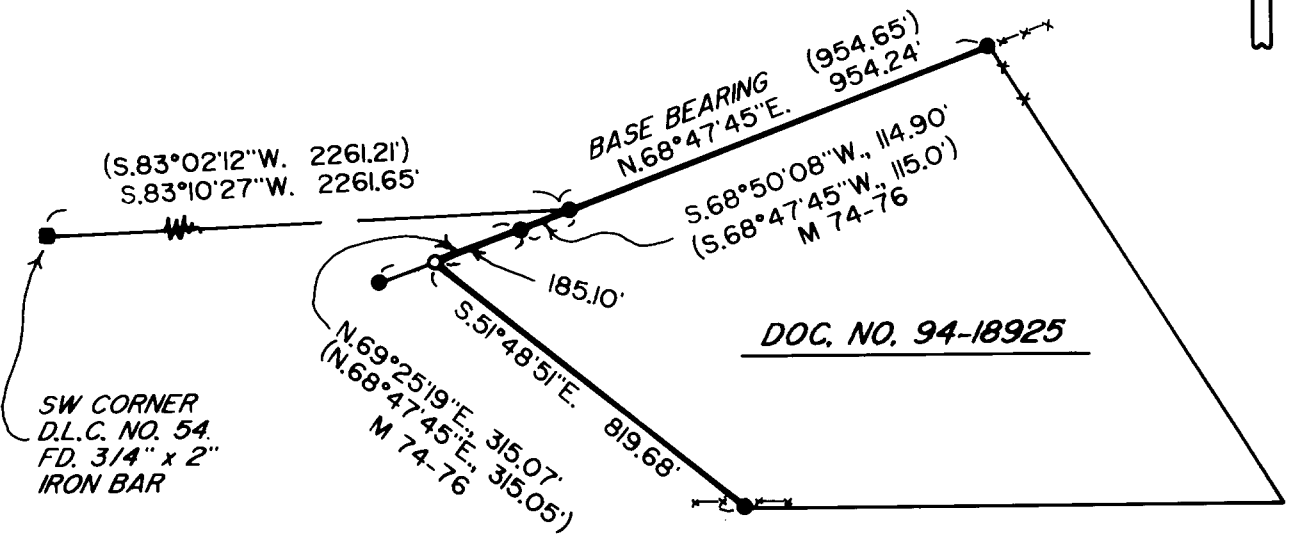 (954.65')
954.24'
BASE BEARING
N.68°47'45"E.
(S.83°02'12"W. 2261.21')
S.83°10'27"W. 2261.65'
S.68°50'08"W., 114.90'
(S.68°47'45"W., 115.0')
M 74-76
185.10'
DOC. NO. 94-18925
S.51°48'51"E. 819.68'
N.69°25'19"E., 315.07'
(N.68°47'45"E., 315.05')
M 74-76
SW CORNER
D.L.C. NO. 54.
FD. 3/4" x 2"
IRON BAR